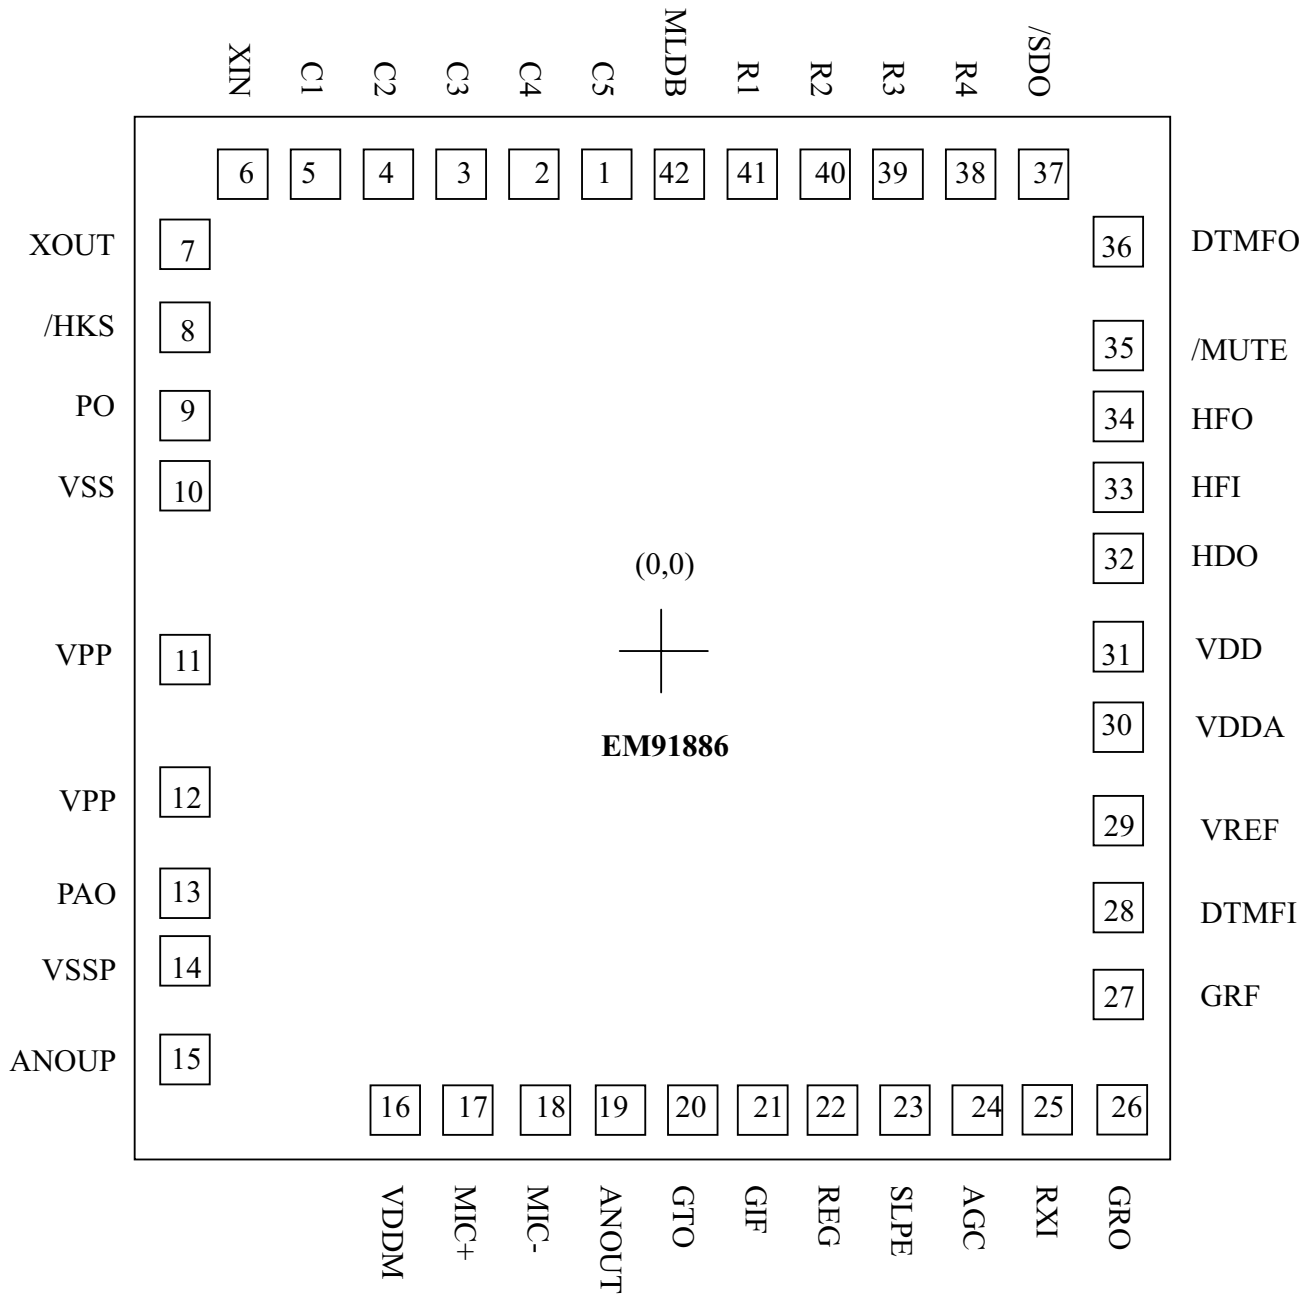 XIN C1 C2 C3 C4 C5 MLDB R1 R2 R3 R4 /SDO
6 5 4 3 2 1 42 41 40 39 38 37
XOUT 7 36 DTMFO
/HKS 8 35 /MUTE
PO 9 34 HFO
VSS 10 33 HFI
(0,0) 32 HDO
VPP 11 31 VDD
EM91886 30 VDDA
VPP 12 29 VREF
PAO 13 28 DTMFI
VSSP 14 27 GRF
ANOUP 15
16 17 18 19 20 21 22 23 24 25 26
VDDM MIC+ MIC- ANOUT GTO GIF REG SLPE AGC RXI GRO